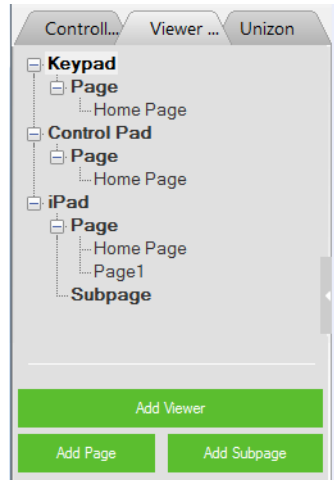 Controll... Viewer ... Unizon
Keypad
Page
Home Page
Control Pad
Page
Home Page
iPad
Page
Home Page
Page1
Subpage
Add Viewer
Add Page Add Subpage